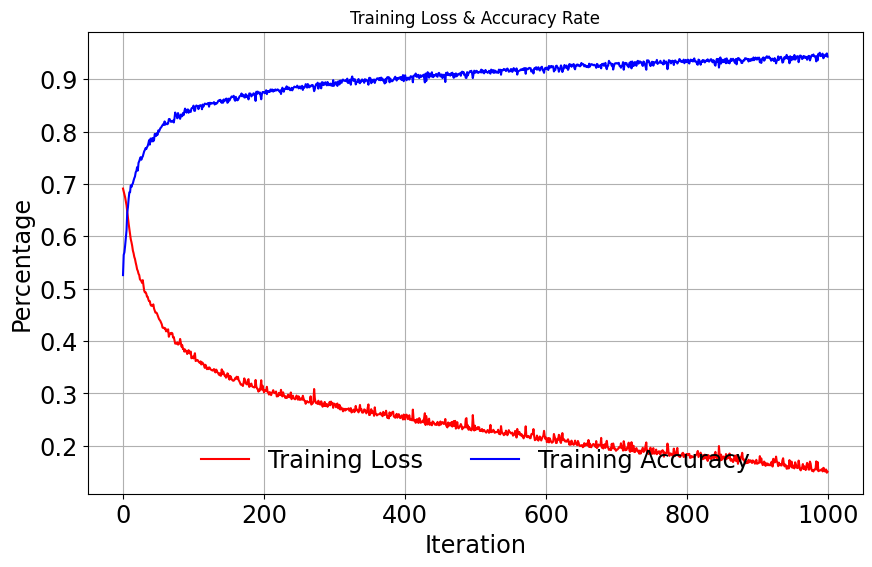 Training Loss & Accuracy Rate
Percentage
0.9
0.8
0.7
0.6
0.5
0.4
0.3
0.2
Training Loss Training Accuracy
0 200 400 600 800 1000
Iteration